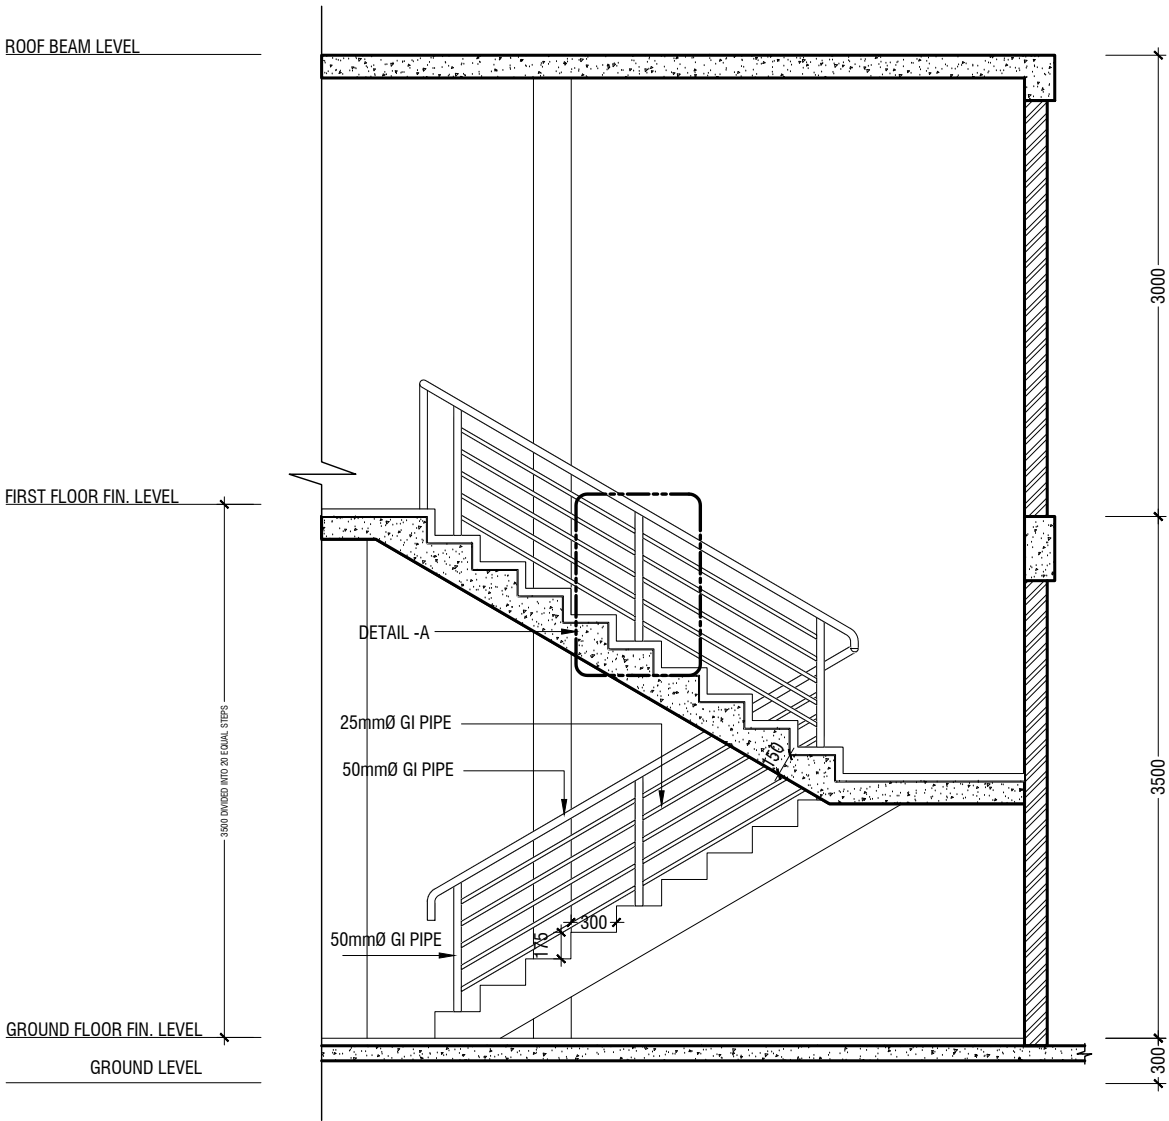 ROOF BEAM LEVEL
3000
FIRST FLOOR FIN. LEVEL
DETAIL -A
3500 DIVIDED INTO 20 EQUAL STEPS
25mmØ GI PIPE
150
50mmØ GI PIPE
3500
300
175
50mmØ GI PIPE
GROUND FLOOR FIN. LEVEL
GROUND LEVEL
300